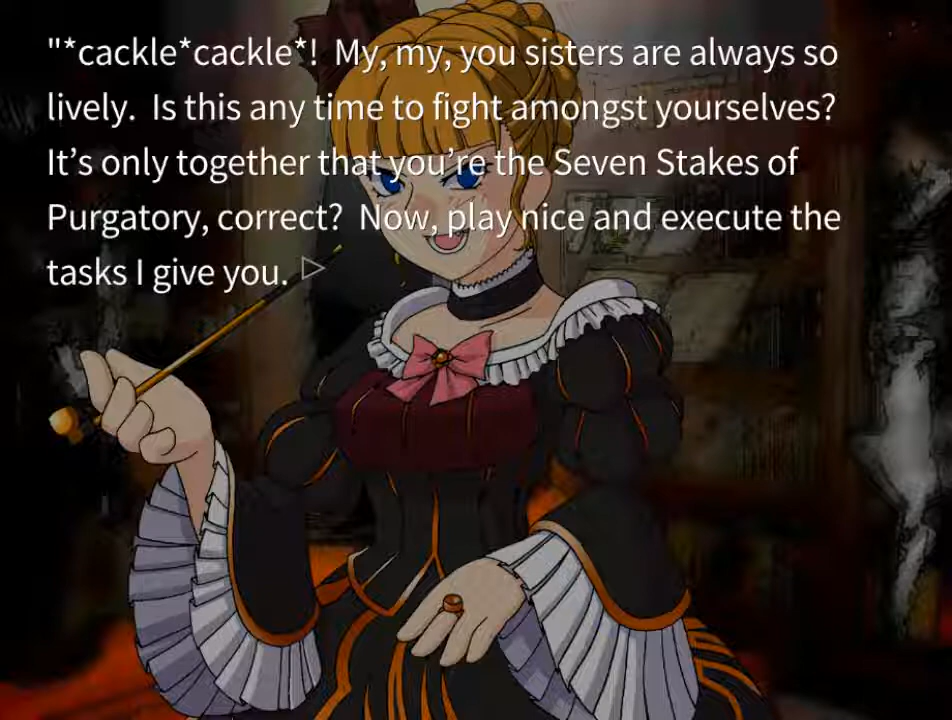 "*cackle*cackle*!  My, my, you sisters are always so
lively.  Is this any time to fight amongst yourselves?
It’s only together that you’re the Seven Stakes of
Purgatory, correct?  Now, play nice and execute the
tasks I give you.